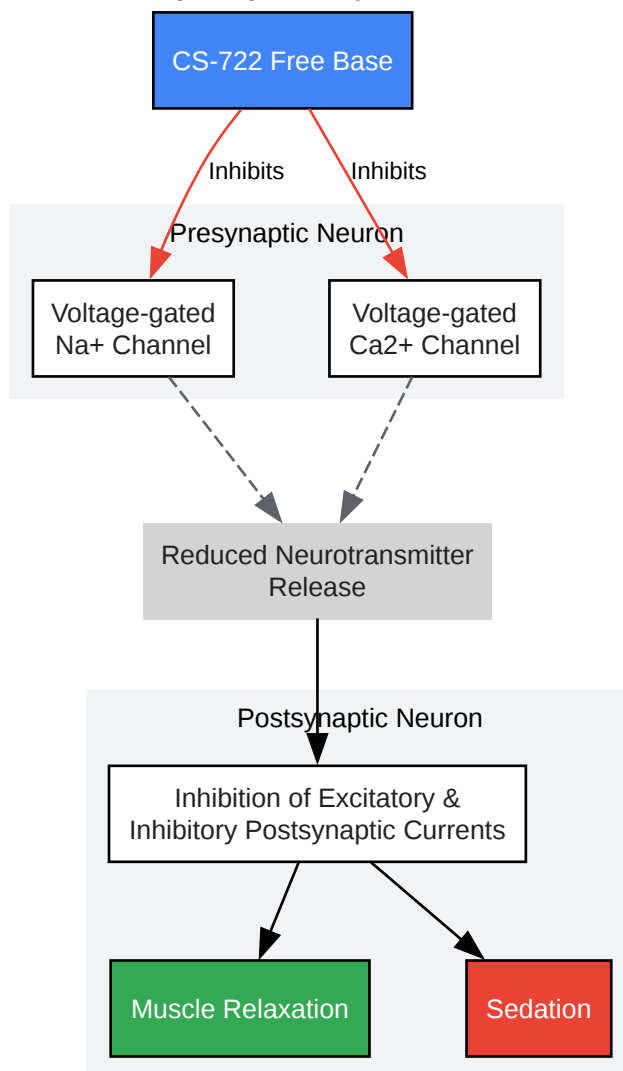 CS-722 Free Base
Inhibits
Inhibits
Presynaptic Neuron
Voltage-gated
Na+ Channel
Voltage-gated
Ca2+ Channel
Reduced Neurotransmitter
Release
Postsynaptic Neuron
Inhibition of Excitatory &
Inhibitory Postsynaptic Currents
Muscle Relaxation
Sedation